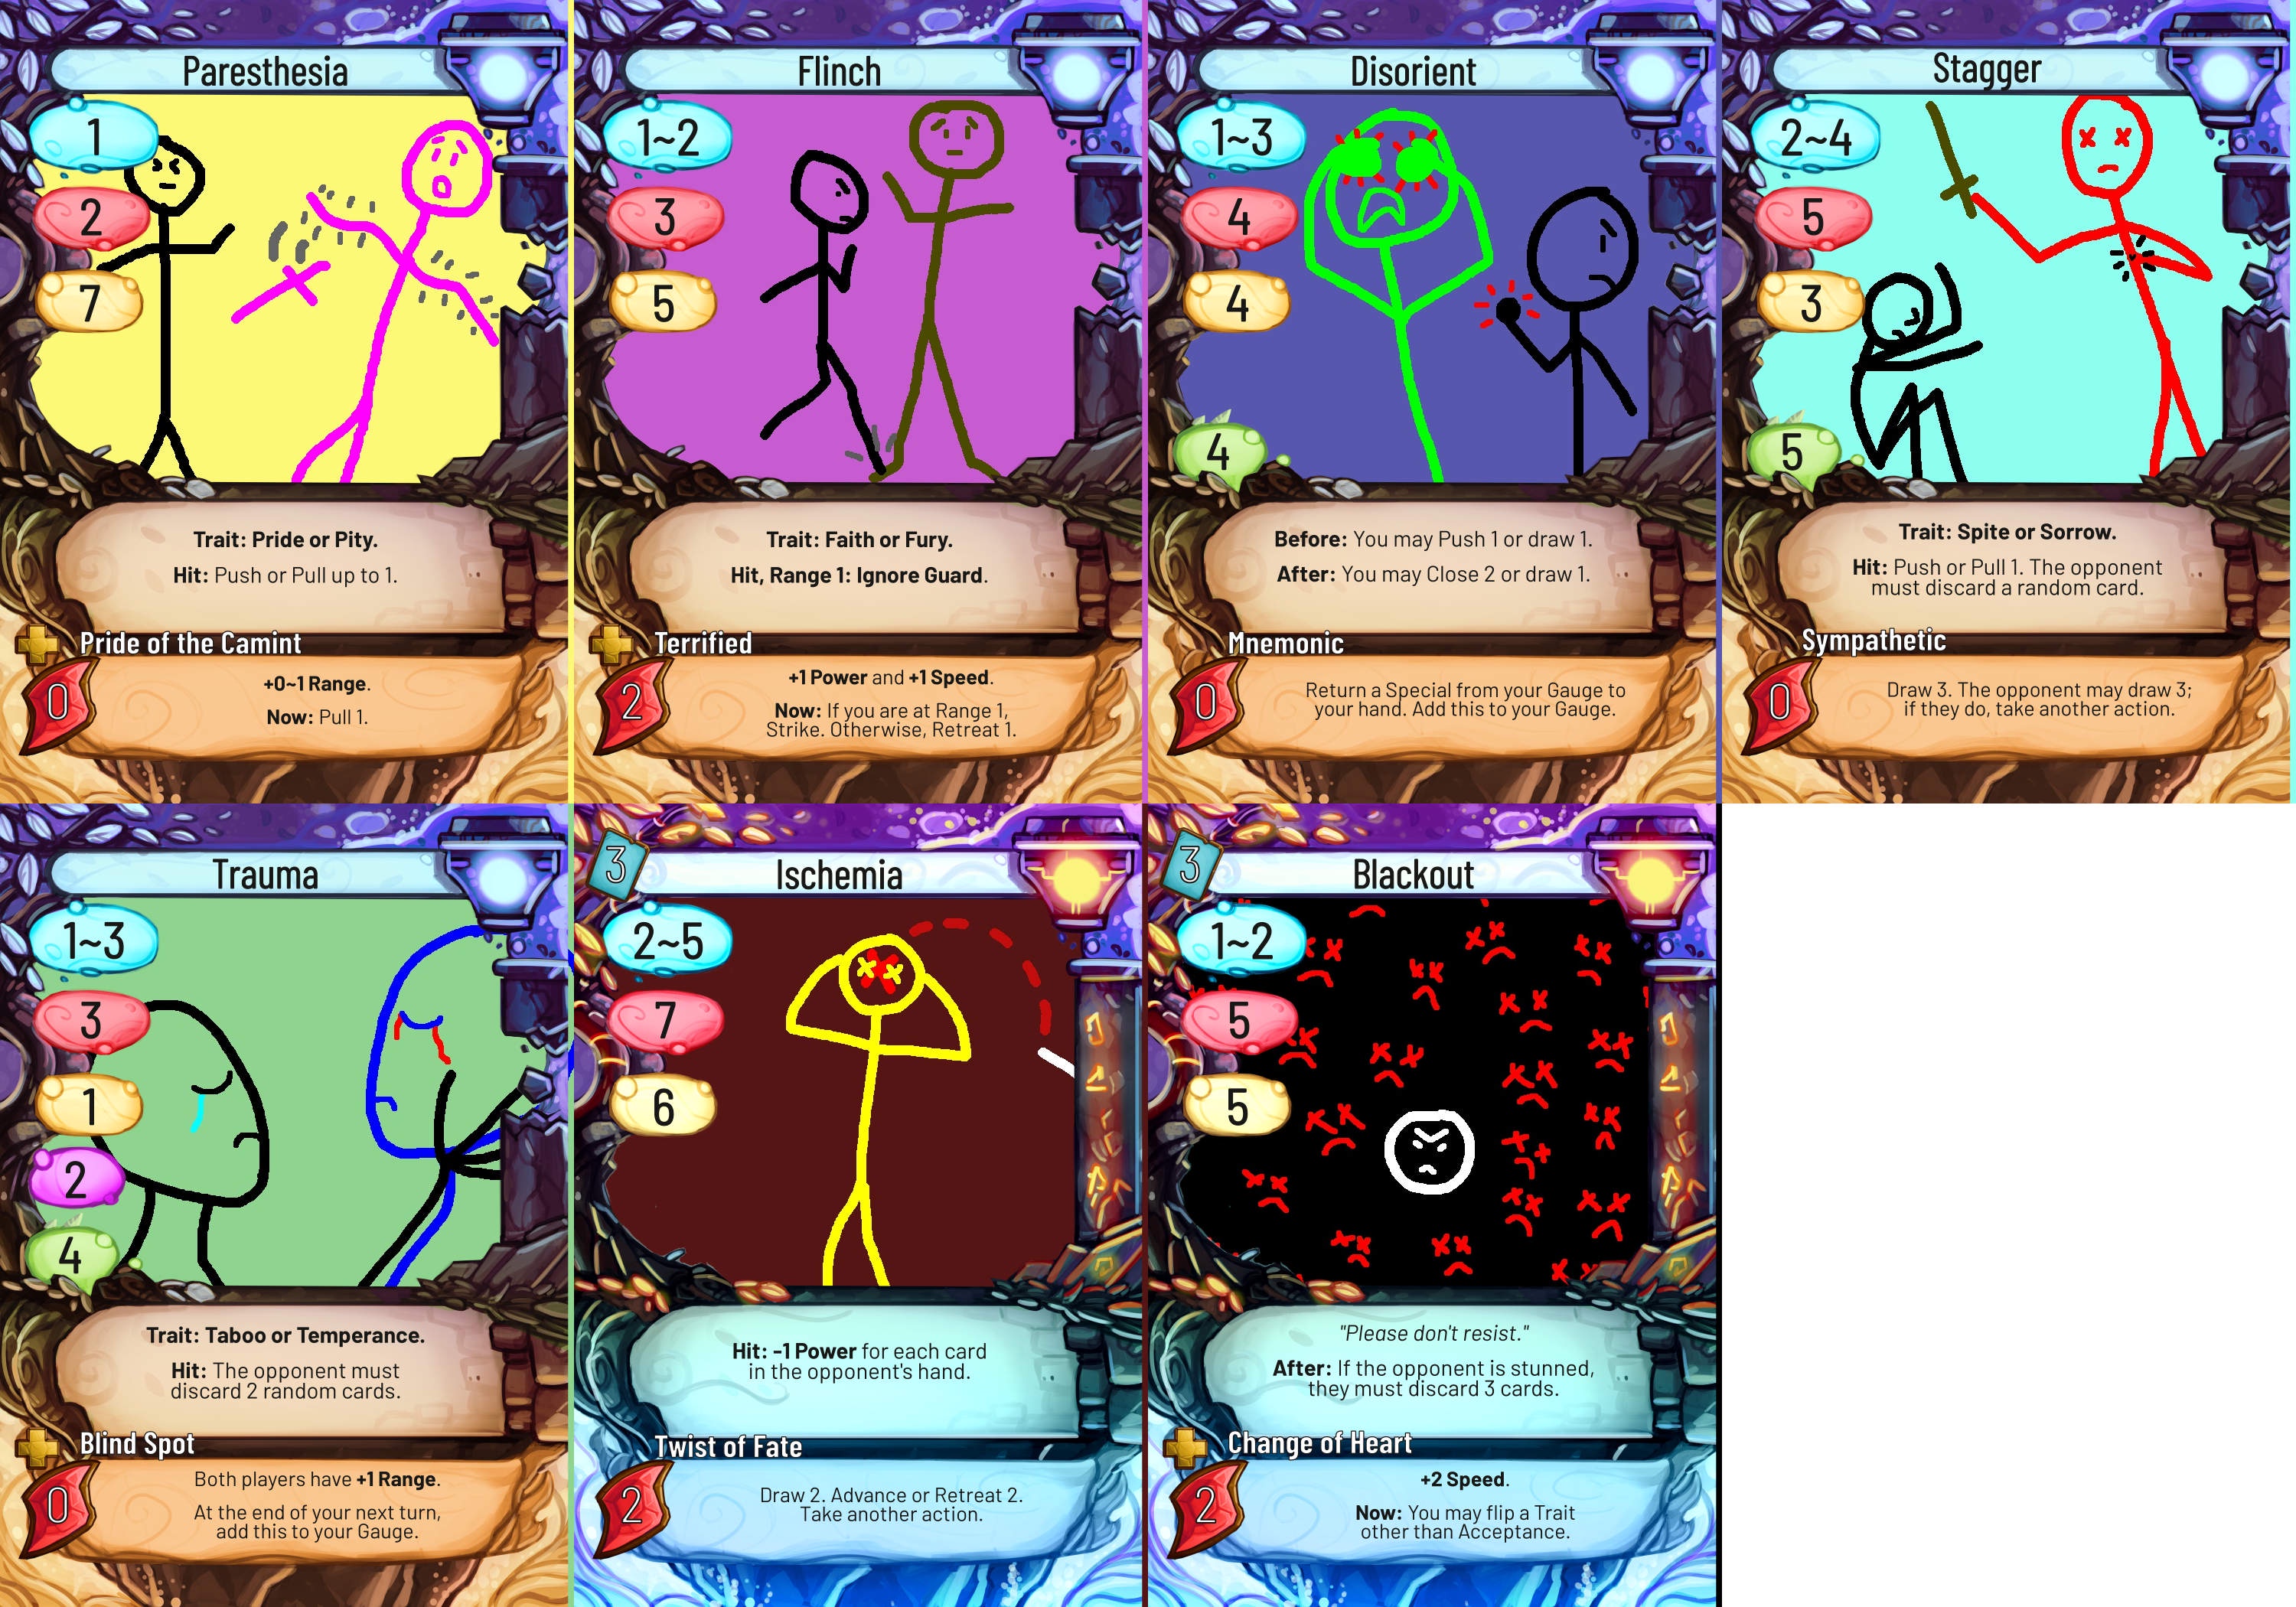 Paresthesia
1
2
7
Trait: Pride or Pity.
Hit: Push or Pull up to 1.
Pride of the Camint
0
+0~1 Range.
Now: Pull 1.
Flinch
1~2
3
5
Trait: Faith or Fury.
Hit, Range 1: Ignore Guard.
Terrified
2
+1 Power and +1 Speed.
Now: If you are at Range 1,
Strike. Otherwise, Retreat 1.
Disorient
1~3
4
4
4
Before: You may Push 1 or draw 1.
After: You may Close 2 or draw 1.
Mnemonic
0
Return a Special from your Gauge to
your hand. Add this to your Gauge.
Stagger
2~4
5
3
5
Trait: Spite or Sorrow.
Hit: Push or Pull 1. The opponent
must discard a random card.
Sympathetic
0
Draw 3. The opponent may draw 3;
if they do, take another action.
Trauma
1~3
3
1
2
4
Trait: Taboo or Temperance.
Hit: The opponent must
discard 2 random cards.
Blind Spot
0
Both players have +1 Range.
At the end of your next turn,
add this to your Gauge.
3
Ischemia
2~5
7
6
Hit: -1 Power for each card
in the opponent's hand.
Twist of Fate
2
Draw 2. Advance or Retreat 2.
Take another action.
3
Blackout
1~2
5
5
"Please don't resist."
After: If the opponent is stunned,
they must discard 3 cards.
Change of Heart
2
+2 Speed.
Now: You may flip a Trait
other than Acceptance.